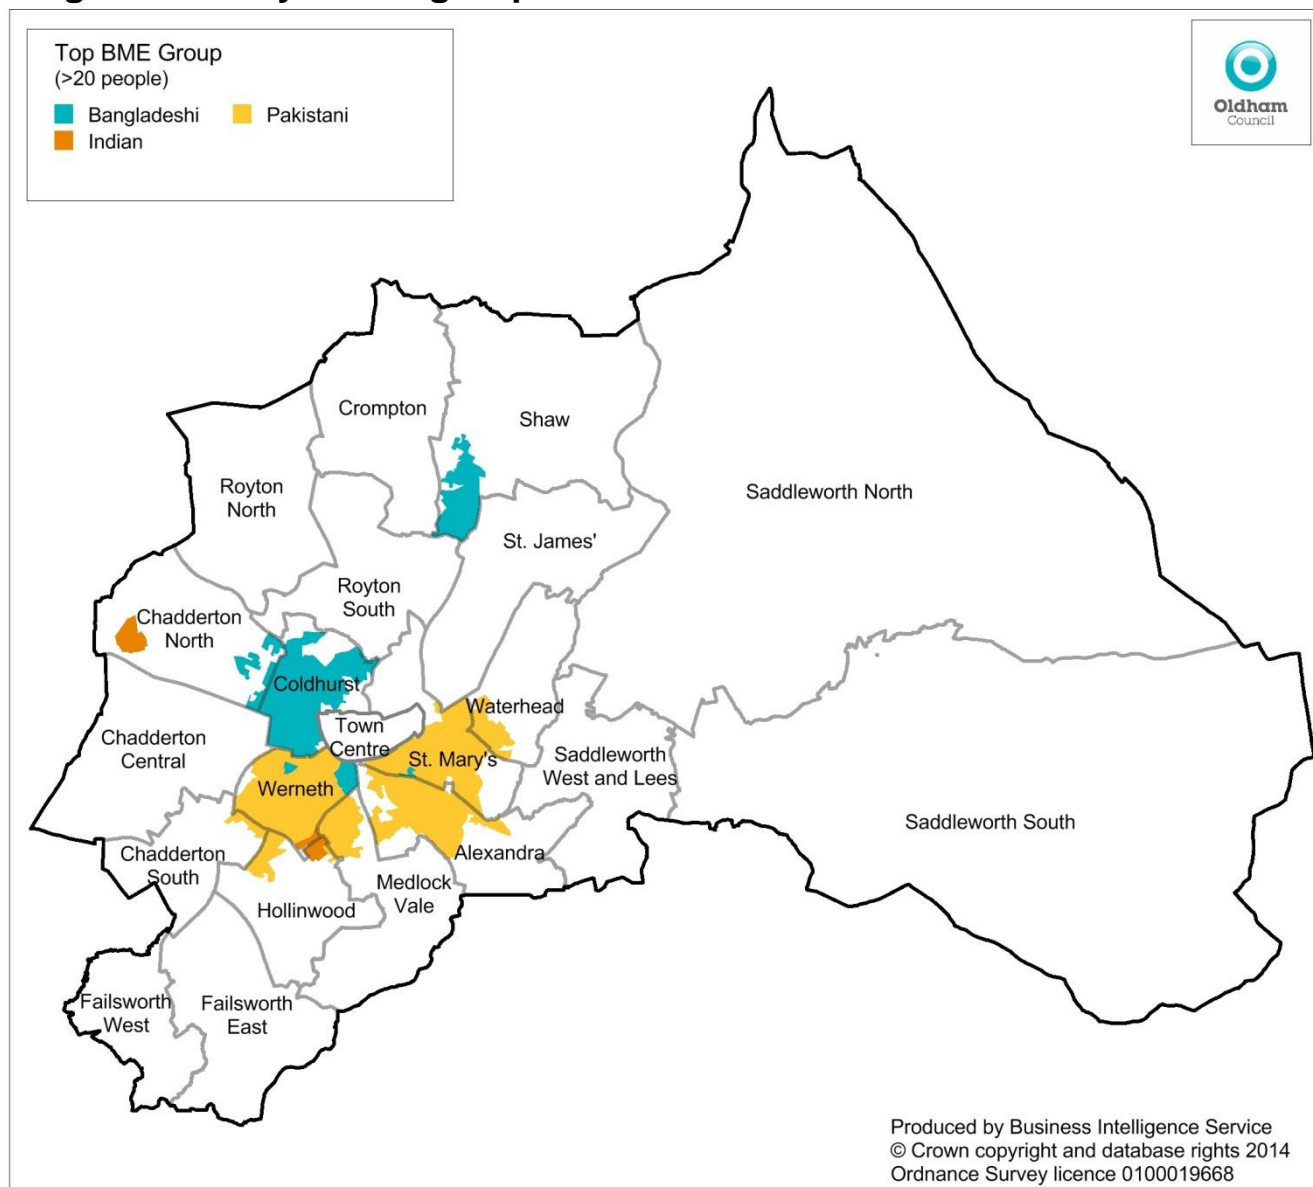 Top BME Group
(>20 people)
Bangladeshi
Pakistani
Indian
Oldham
Council
Crompton
Shaw
Royton
North
Saddleworth North
St. James'
Royton
South
Chadderton
North
Coldhurst
Waterhead
Town
Centre
Chadderton
Central
St. Mary's
Saddleworth
West and Lees
Werneth
Saddleworth South
Chadderton
South
Alexandra
Medlock
Vale
Hollinwood
Failsworth
West
Failsworth
East
Produced by Business Intelligence Service
© Crown copyright and database rights 2014
Ordnance Survey licence 0100019668